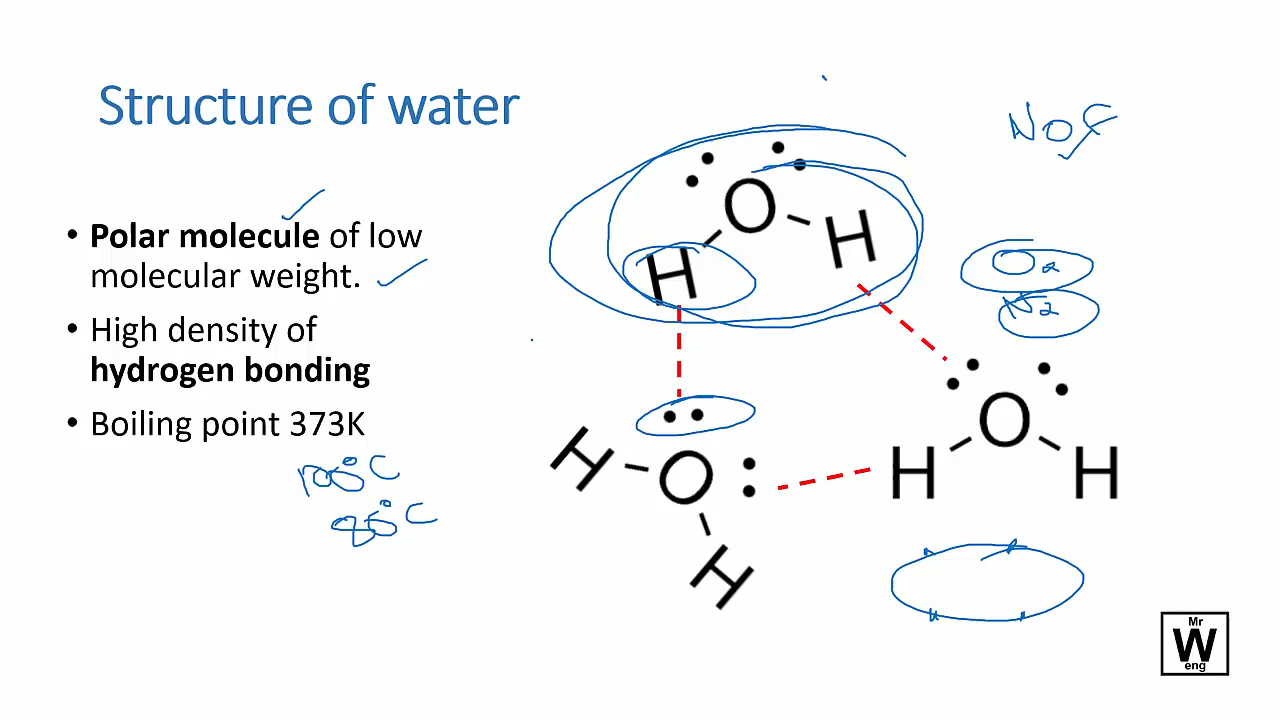 Structure of water
NOF
• Polar molecule of low
molecular weight.
• High density of
hydrogen bonding
• Boiling point 373K
100°C
O
H
H
O₂
N₂
H
O
H
O
H
H
Mr
W
eng